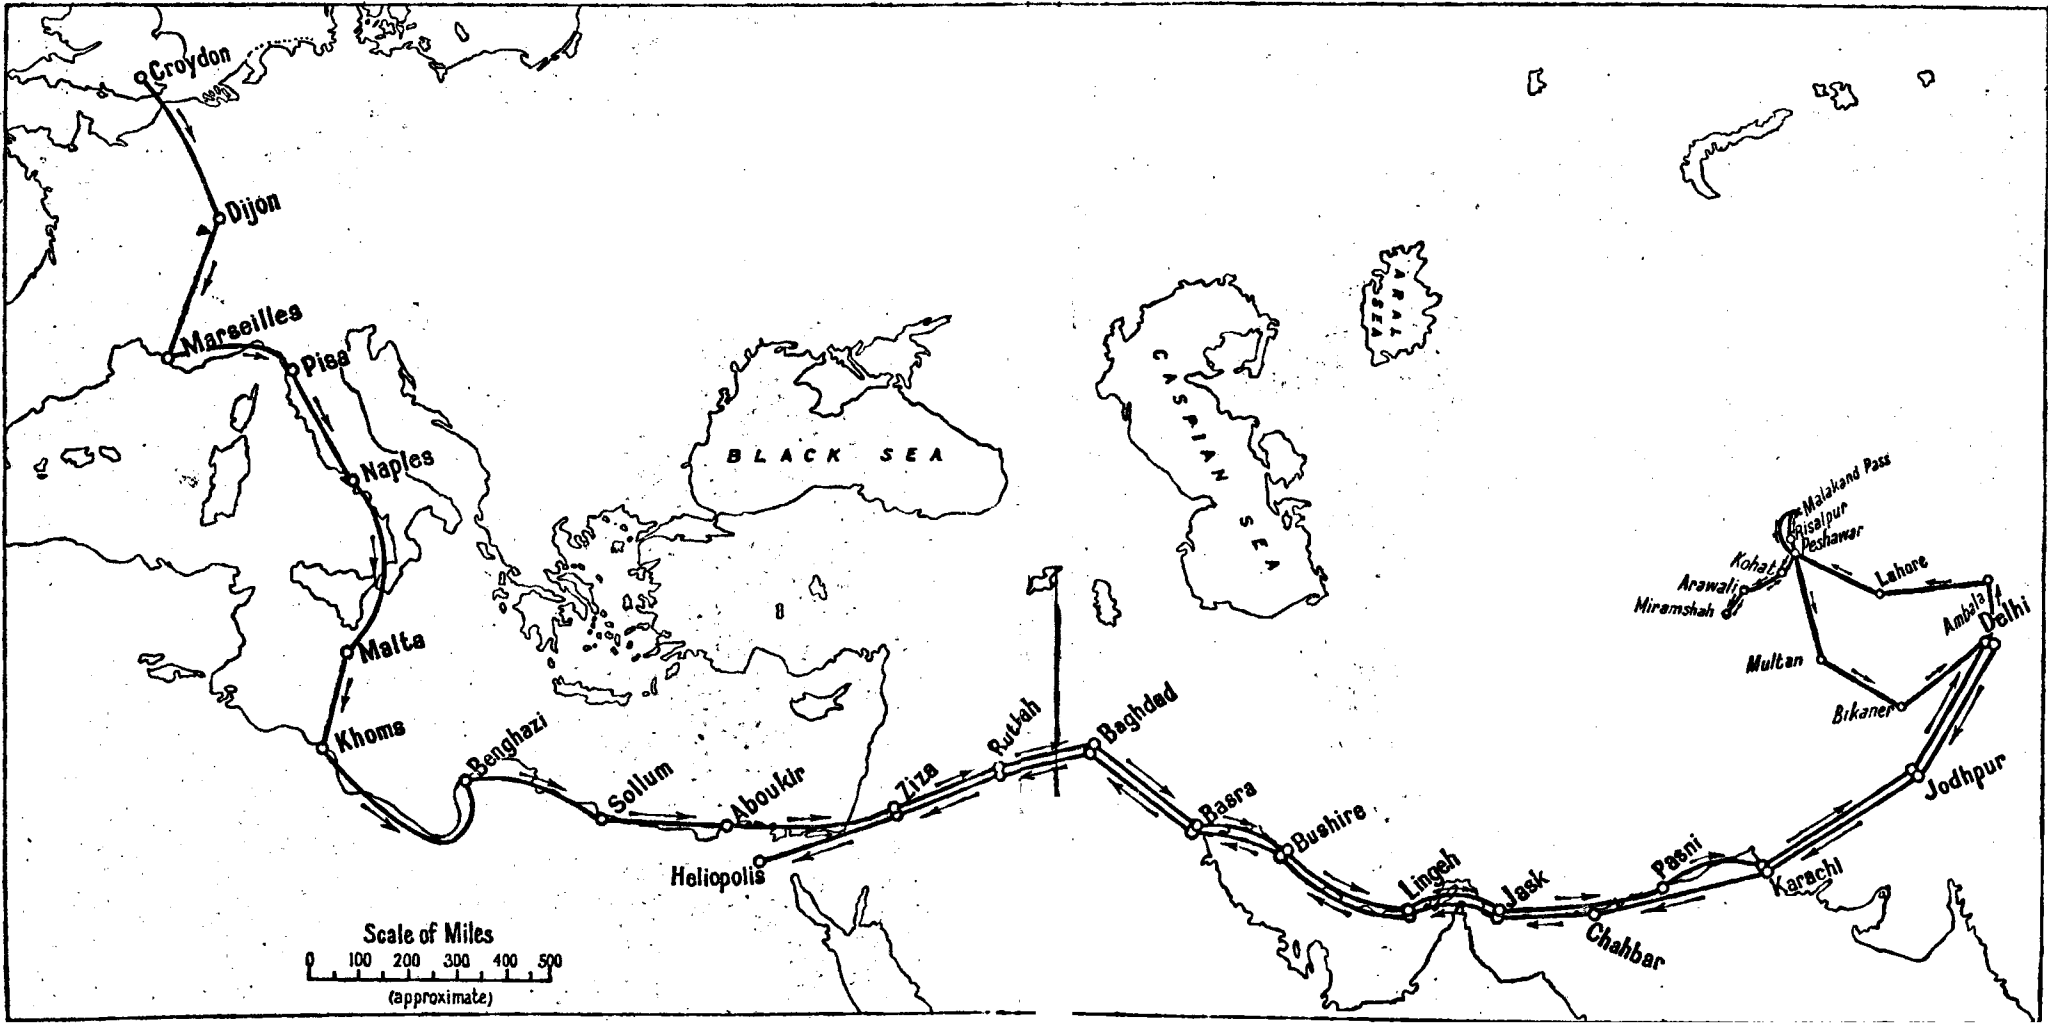 Croydon
Dijon
Marseilles
Pisa
Naples
Malta
Khoms
Benghazi
Sollum
Aboukir
Heliopolis
Ziza
Rutbah
Baghdad
Basra
Bushire
Lingeh
Jask
Chahbar
Pasni
Karachi
Jodhpur
Delhi
Ambala
Lahore
Peshawar
Risalpur
Malakand Pass
Kohat
Arawali
Miramshah
Multan
Bikaner
BLACK SEA
CASPIAN SEA
ARAL
SEA
Scale of Miles
0 100 200 300 400 500
(approximate)